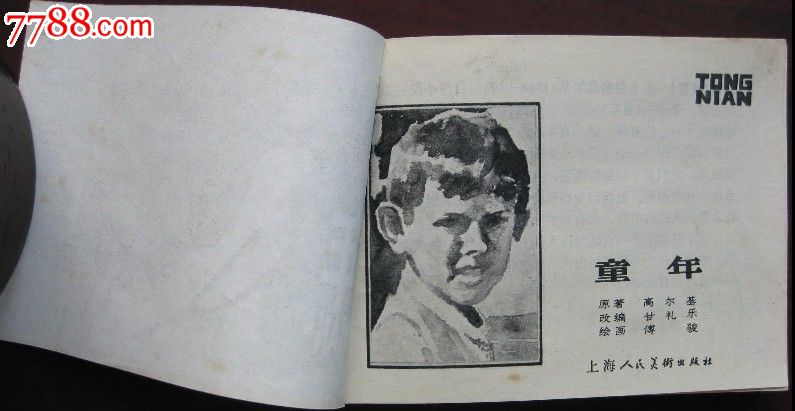 7788.com
TONG
NIAN
童年
原著 高尔基
改编 甘礼乐
绘画 傅骏
上海人民美術出版社